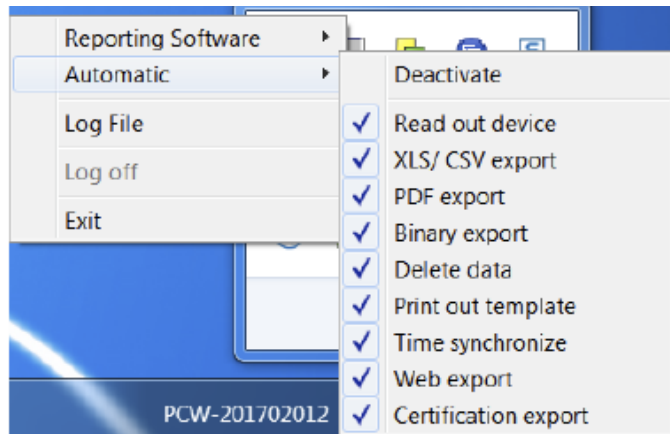 Reporting Software
Automatic
Log File
Log off
Exit
Deactivate
Read out device
XLS/ CSV export
PDF export
Binary export
Delete data
Print out template
Time synchronize
Web export
Certification export
PCW-201702012